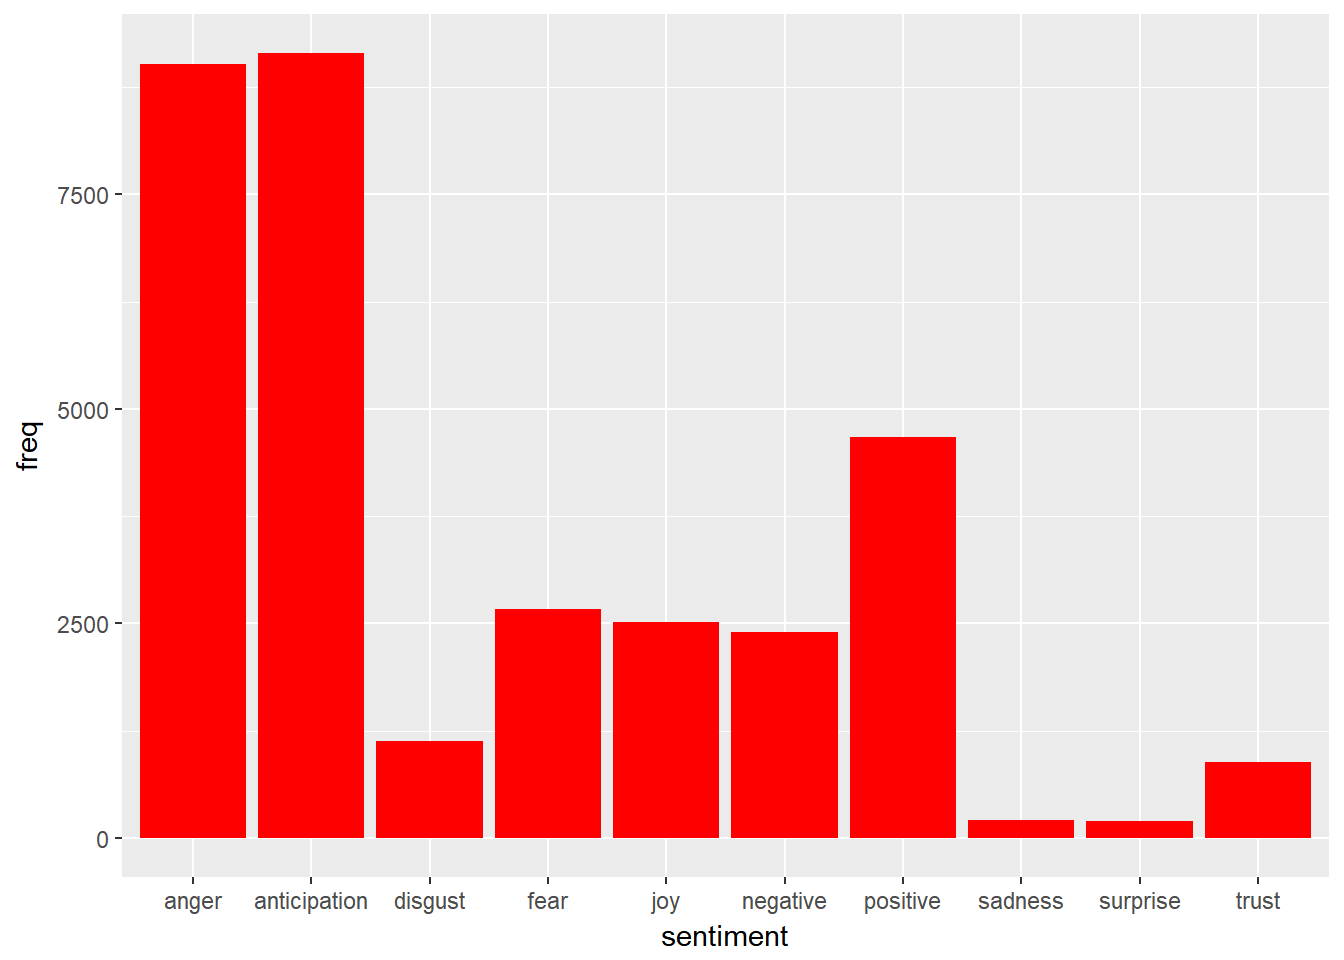 7500
5000
2500
0
freq
anger anticipation disgust fear joy negative positive sadness surprise trust
sentiment